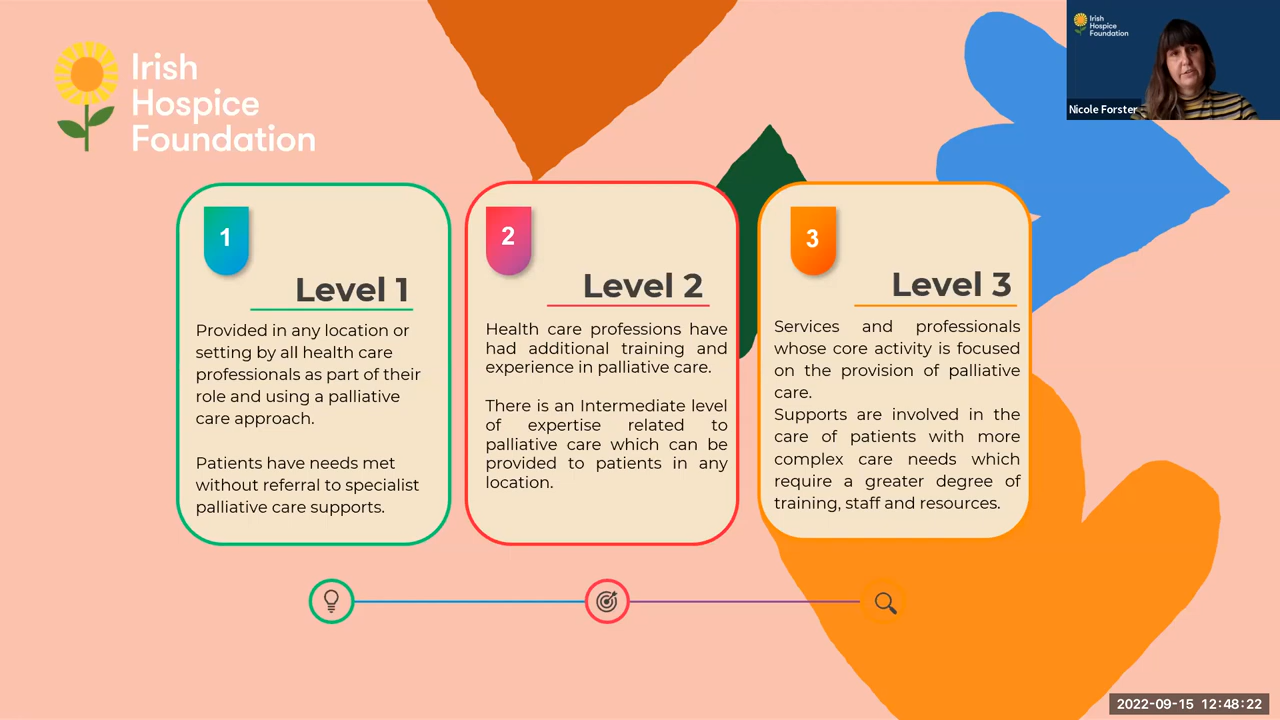 Irish
Hospice
Foundation
Irish
Hospice
Foundation
Nicole Forster
1
Level 1
Provided in any location or
setting by all health care
professionals as part of their
role and using a palliative
care approach.
Patients have needs met
without referral to specialist
palliative care supports.
2
Level 2
Health care professions have
had additional training and
experience in palliative care.
There is an Intermediate level
of expertise related to
palliative care which can be
provided to patients in any
location.
3
Level 3
Services and professionals
whose core activity is focused
on the provision of palliative
care.
Supports are involved in the
care of patients with more
complex care needs which
require a greater degree of
training, staff and resources.
2022-09-15 12:48:22